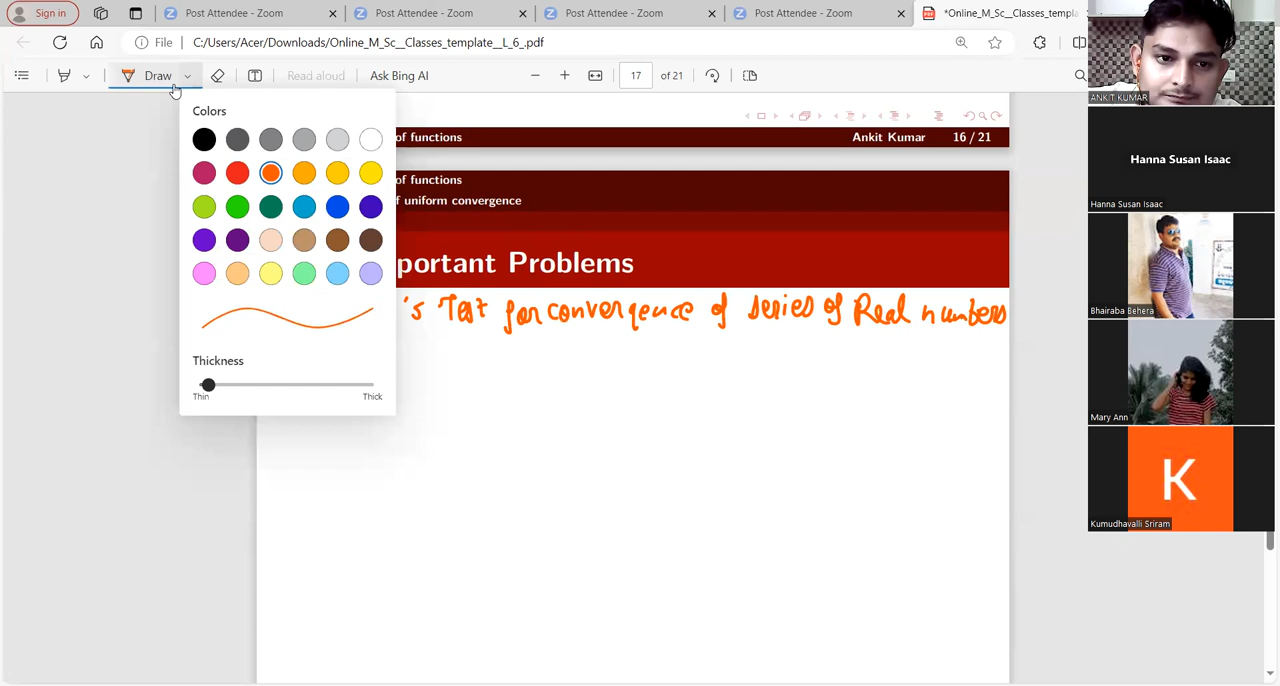 Sign in
Post Attendee - Zoom
Post Attendee - Zoom
Post Attendee - Zoom
Post Attendee - Zoom
*Online_M_Sc__Classes_templa
File
C:/Users/Acer/Downloads/Online_M_Sc__Classes_template__L_6_.pdf
Draw
Read aloud
Ask Bing AI
17 of 21
Colors
Thickness
Thin Thick
of functions Ankit Kumar 16 / 21
of functions
of uniform convergence
portant Problems
's Test for convergence of series of Real numbers
ANKIT KUMAR
Hanna Susan Isaac
Hanna Susan Isaac
Bhairaba Behera
Mary Ann
K
Kumudhavalli Sriram